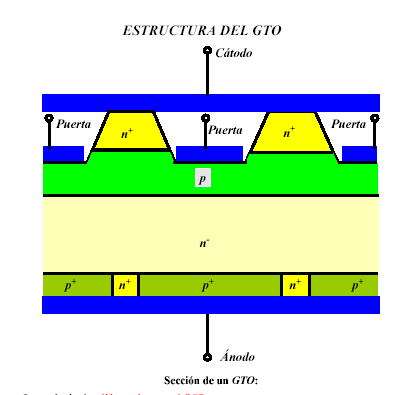 ESTRUCTURA DEL GTO
Cátodo
Puerta
n+
Puerta
n+
Puerta
p
n-
p+
n+
p+
n+
p+
Ánodo
Sección de un GTO: